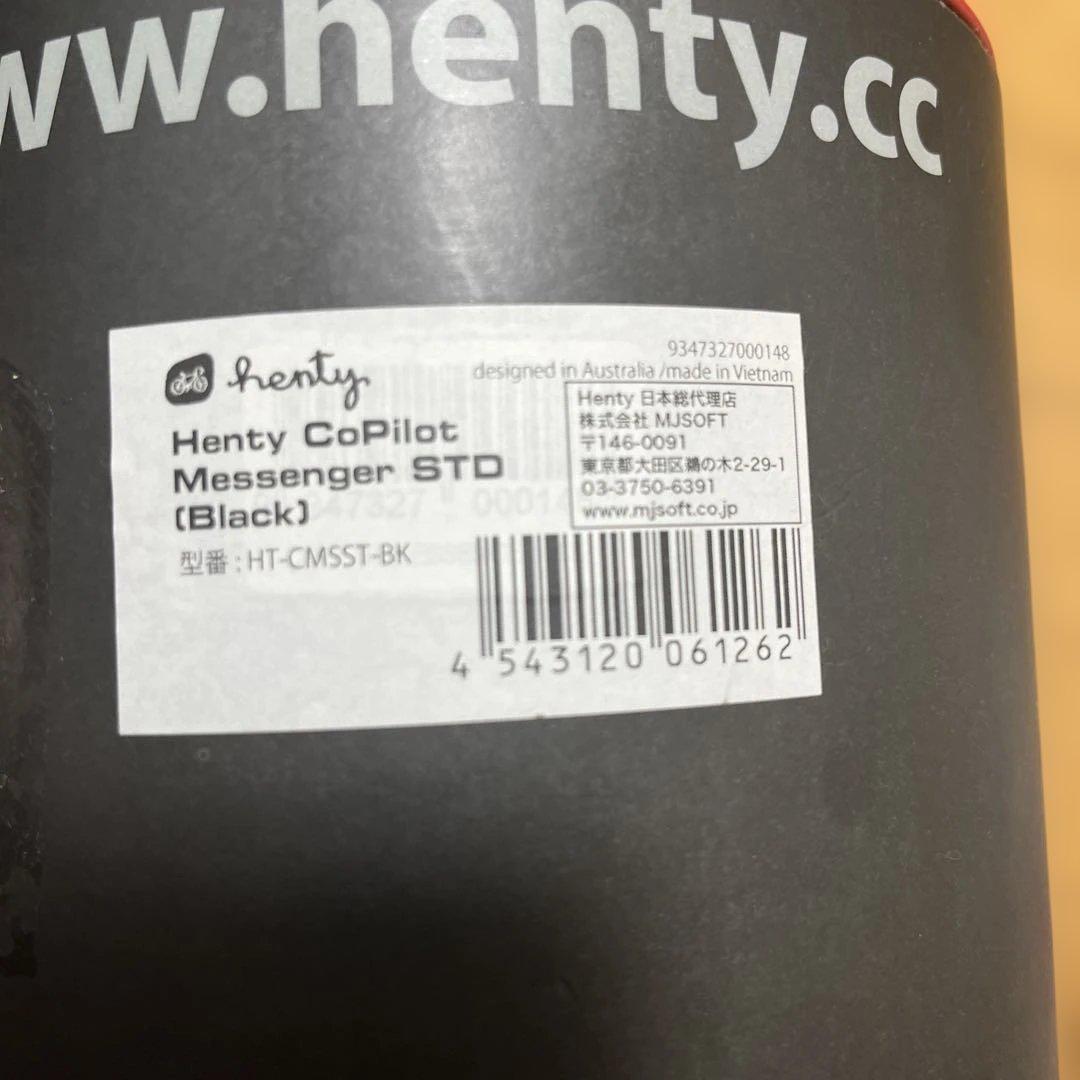 ww.henty.cc
henty
9347327000148
designed in Australia /made in Vietnam
Henty CoPilot
Messenger STD
(Black)
型番 : HT-CMSST-BK
Henty 日本総代理店
株式会社 MJSOFT
〒146-0091
東京都大田区鵜の木2-29-1
03-3750-6391
www.mjsoft.co.jp
4 543120 061262